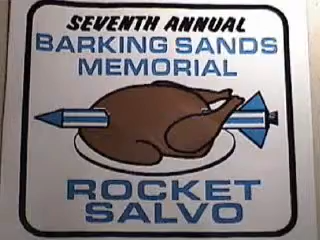 SEVENTH ANNUAL
BARKING SANDS
MEMORIAL
ROCKET
SALVO